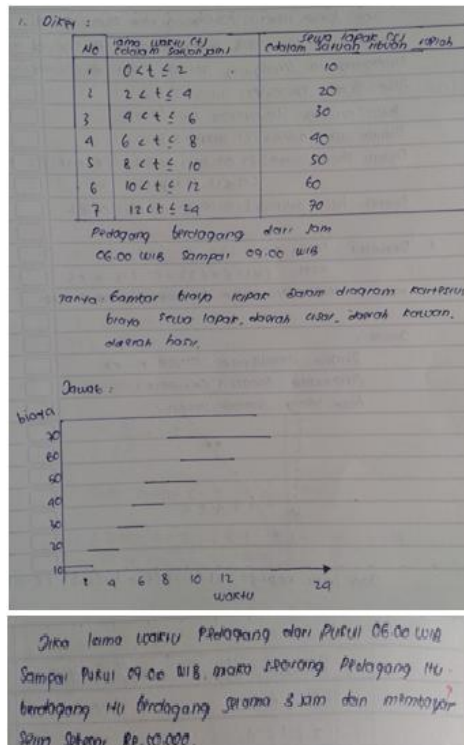 1. Diket :
No lama waktu (t) (dalam satuan jam) sewa lapak (s) (dalam satuan ribuan rupiah
1 0 < t ≤ 2 10
2 2 < t ≤ 4 20
3 4 < t ≤ 6 30
4 6 < t ≤ 8 40
5 8 < t ≤ 10 50
6 10 < t ≤ 12 60
7 12 < t ≤ 24 70
Pedagang berdagang dari jam
06.00 WIB sampai 09.00 WIB
Tanya : Gambar biaya lapak dalam diagram kartesius
biaya sewa lapak, daerah asal, daerah kawan,
daerah hasil
Jawab :
biaya
70
60
50
40
30
20
10
2 4 6 8 10 12 24
waktu
Jika lama waktu pedagang dari pukul 06.00 WIB
sampai pukul 09.00 WIB maka seorang pedagang itu
berdagang itu berdagang selama 3 jam dan membayar ?